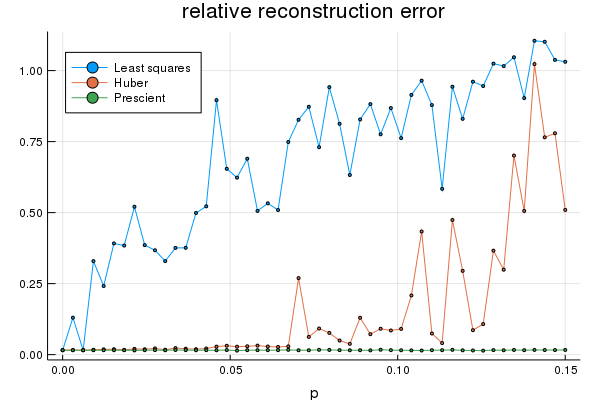 relative reconstruction error
Least squares
Huber
Prescient
1.00
0.75
0.50
0.25
0.00
0.00 0.05 0.10 0.15
p